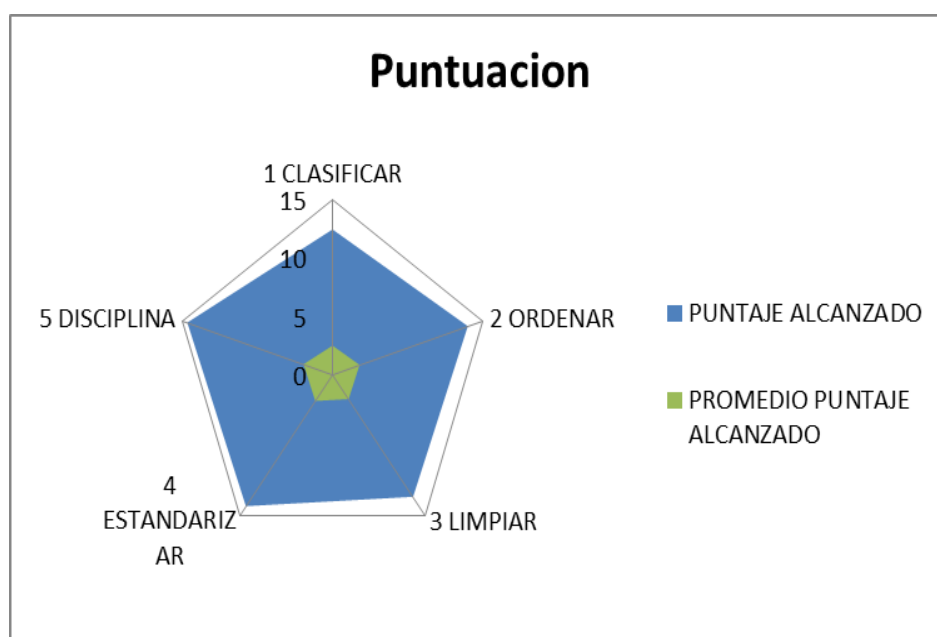 Puntuacion
1 CLASIFICAR
15
10
5
0
5 DISCIPLINA
2 ORDENAR
4
ESTANDARIZ
AR
3 LIMPIAR
PUNTAJE ALCANZADO
PROMEDIO PUNTAJE
ALCANZADO